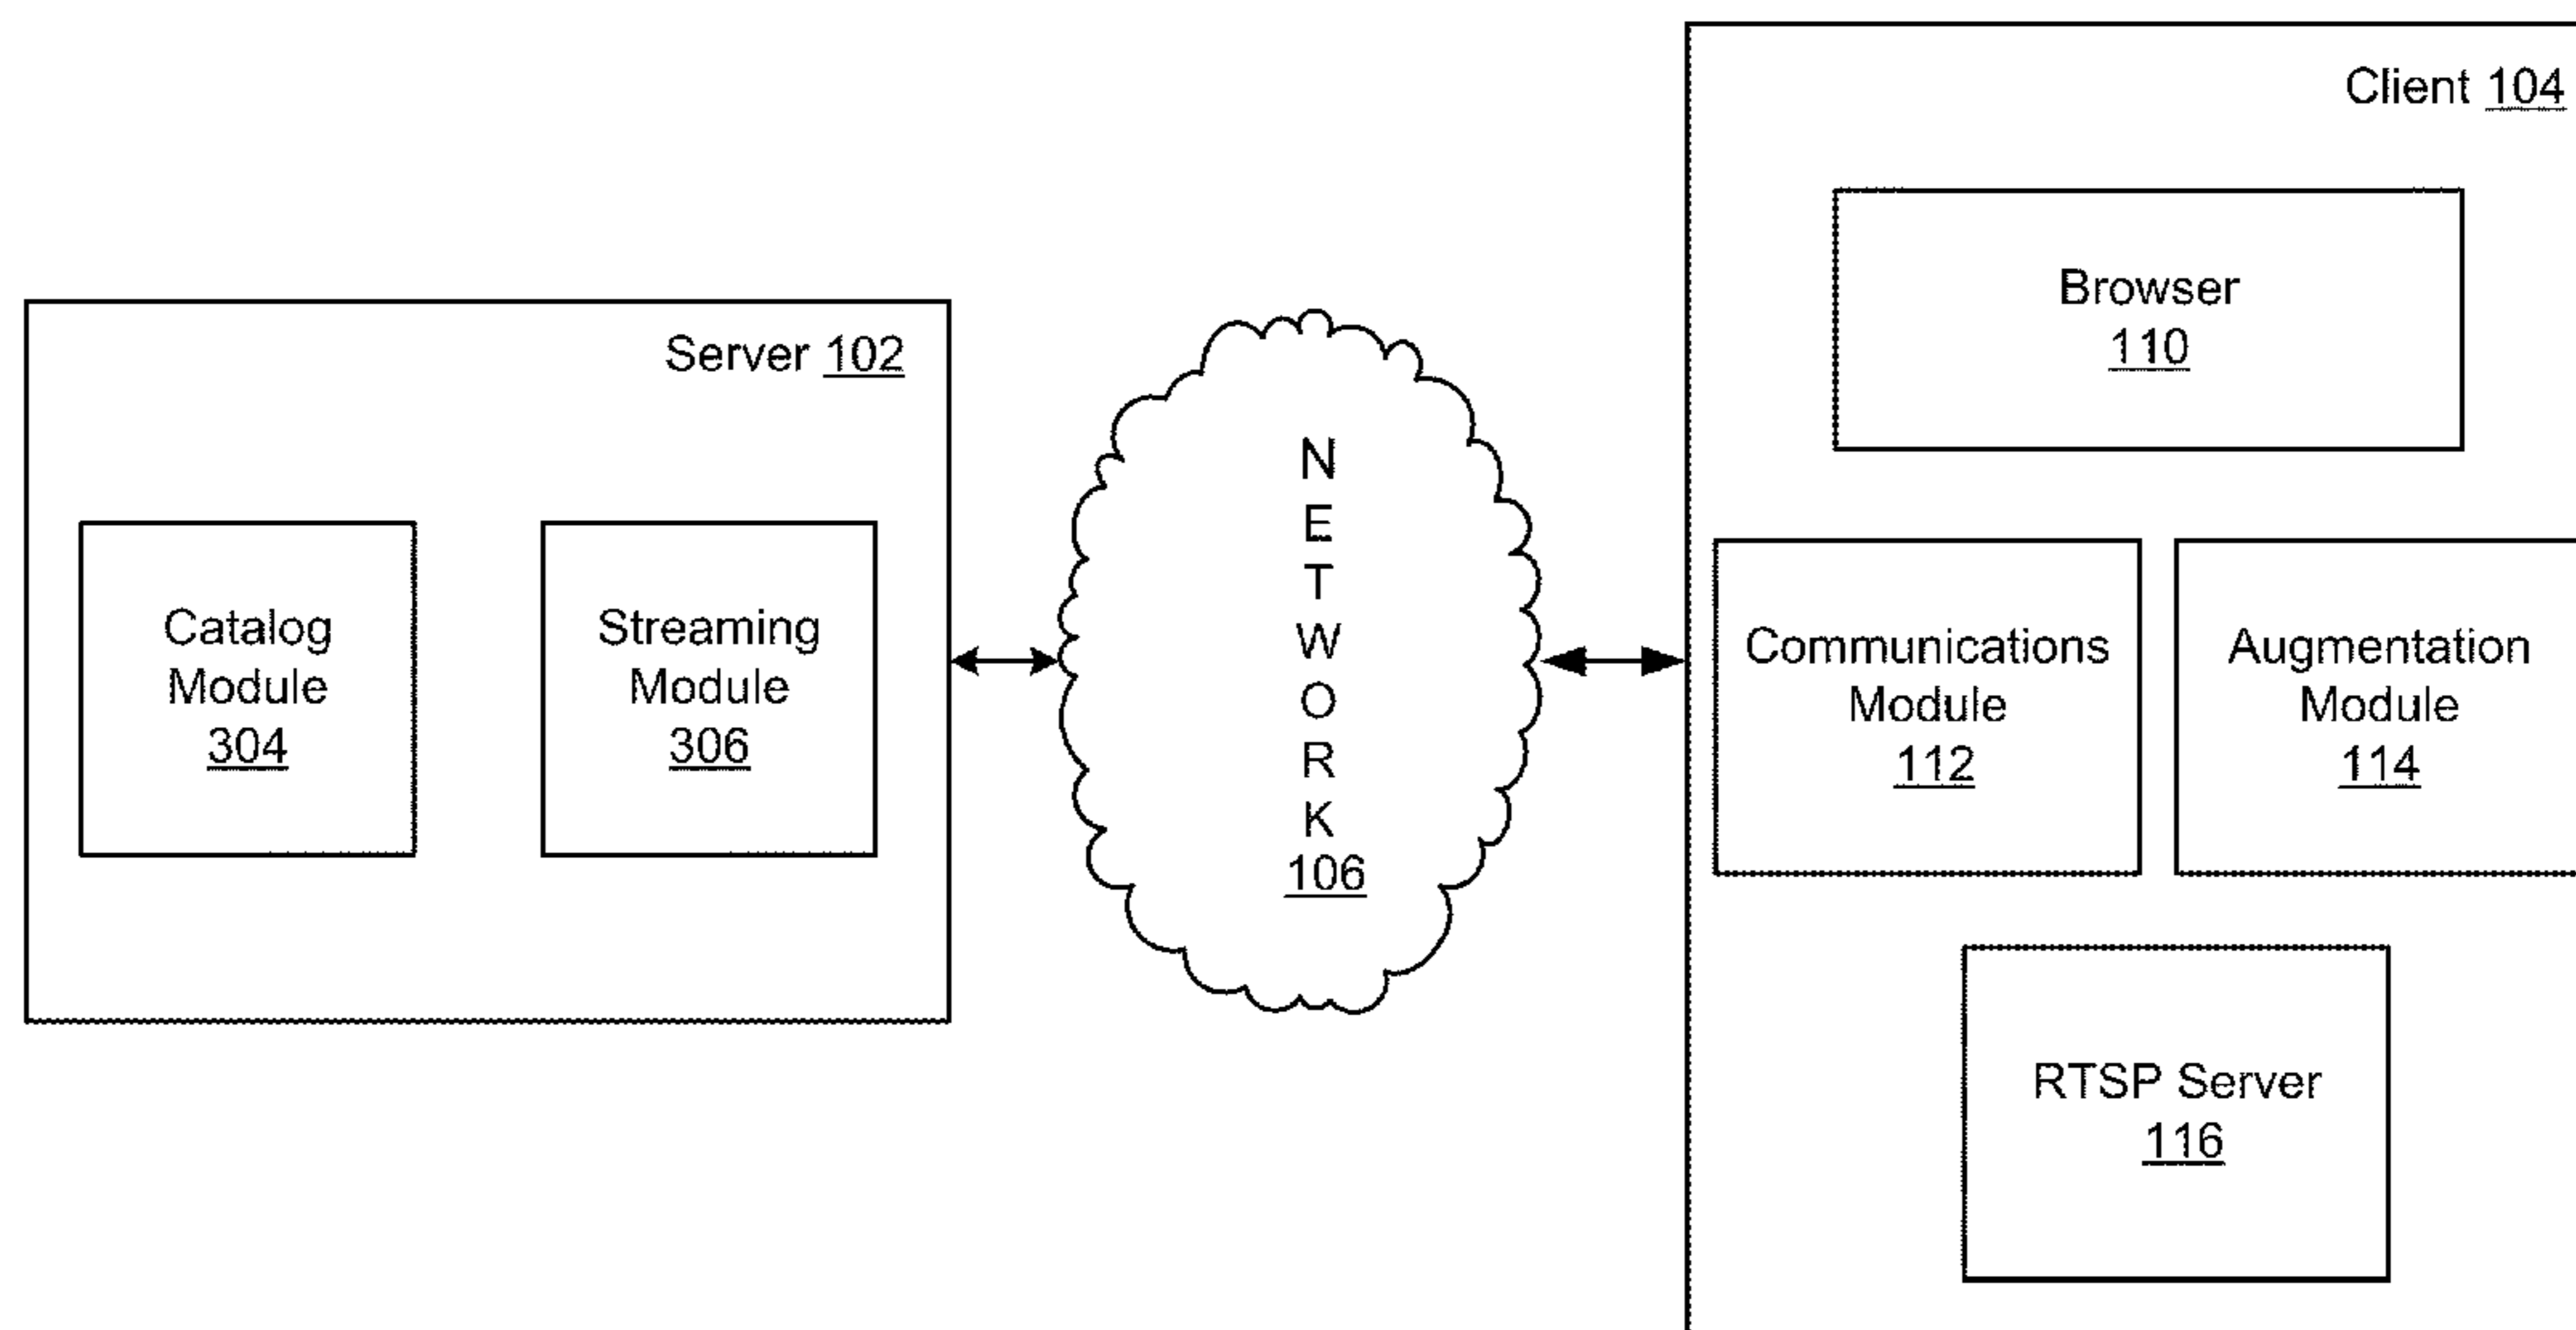 Server 102
Catalog
Module
304
Streaming
Module
306
N
E
T
W
O
R
K
106
Client 104
Browser
110
Communications
Module
112
Augmentation
Module
114
RTSP Server
116